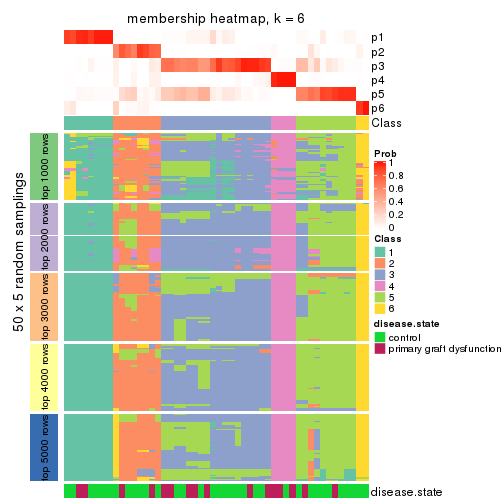 membership heatmap, k = 6
p1
p2
p3
p4
p5
p6
Class
50 x 5 random samplings
top 1000 rows
top 2000 rows
top 3000 rows
top 4000 rows
top 5000 rows
disease.state
Prob
1
0.8
0.6
0.4
0.2
0
Class
1
2
3
4
5
6
disease.state
control
primary graft dysfunction